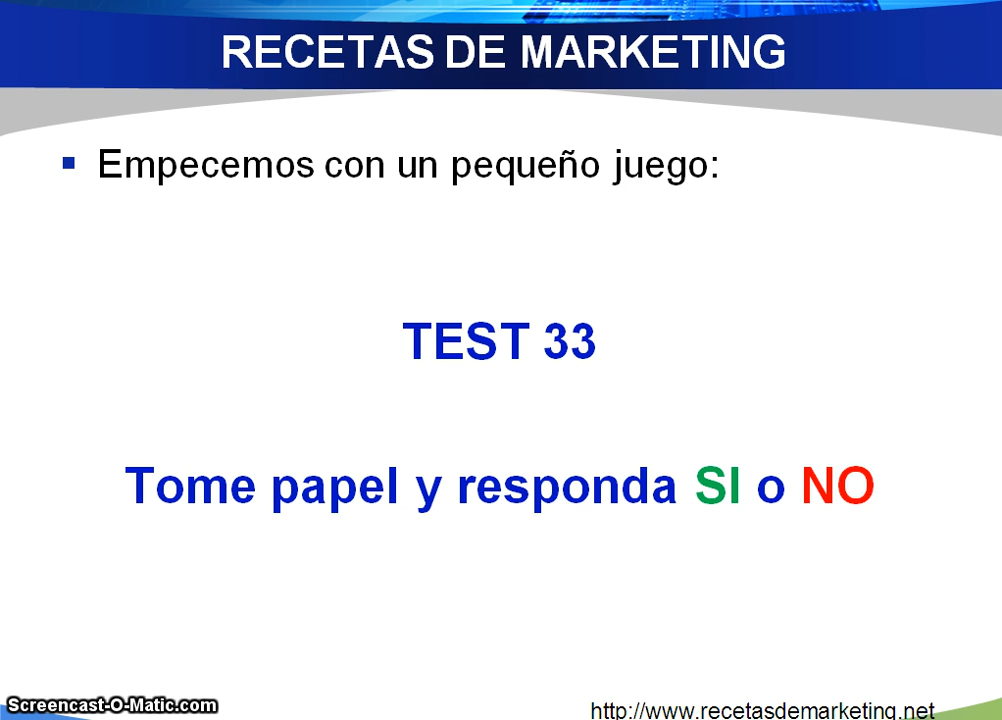 RECETAS DE MARKETING
Empecemos con un pequeño juego:
TEST 33
Tome papel y responda SI o NO
Screencast-O-Matic.com
http://www.recetasdemarketing.net